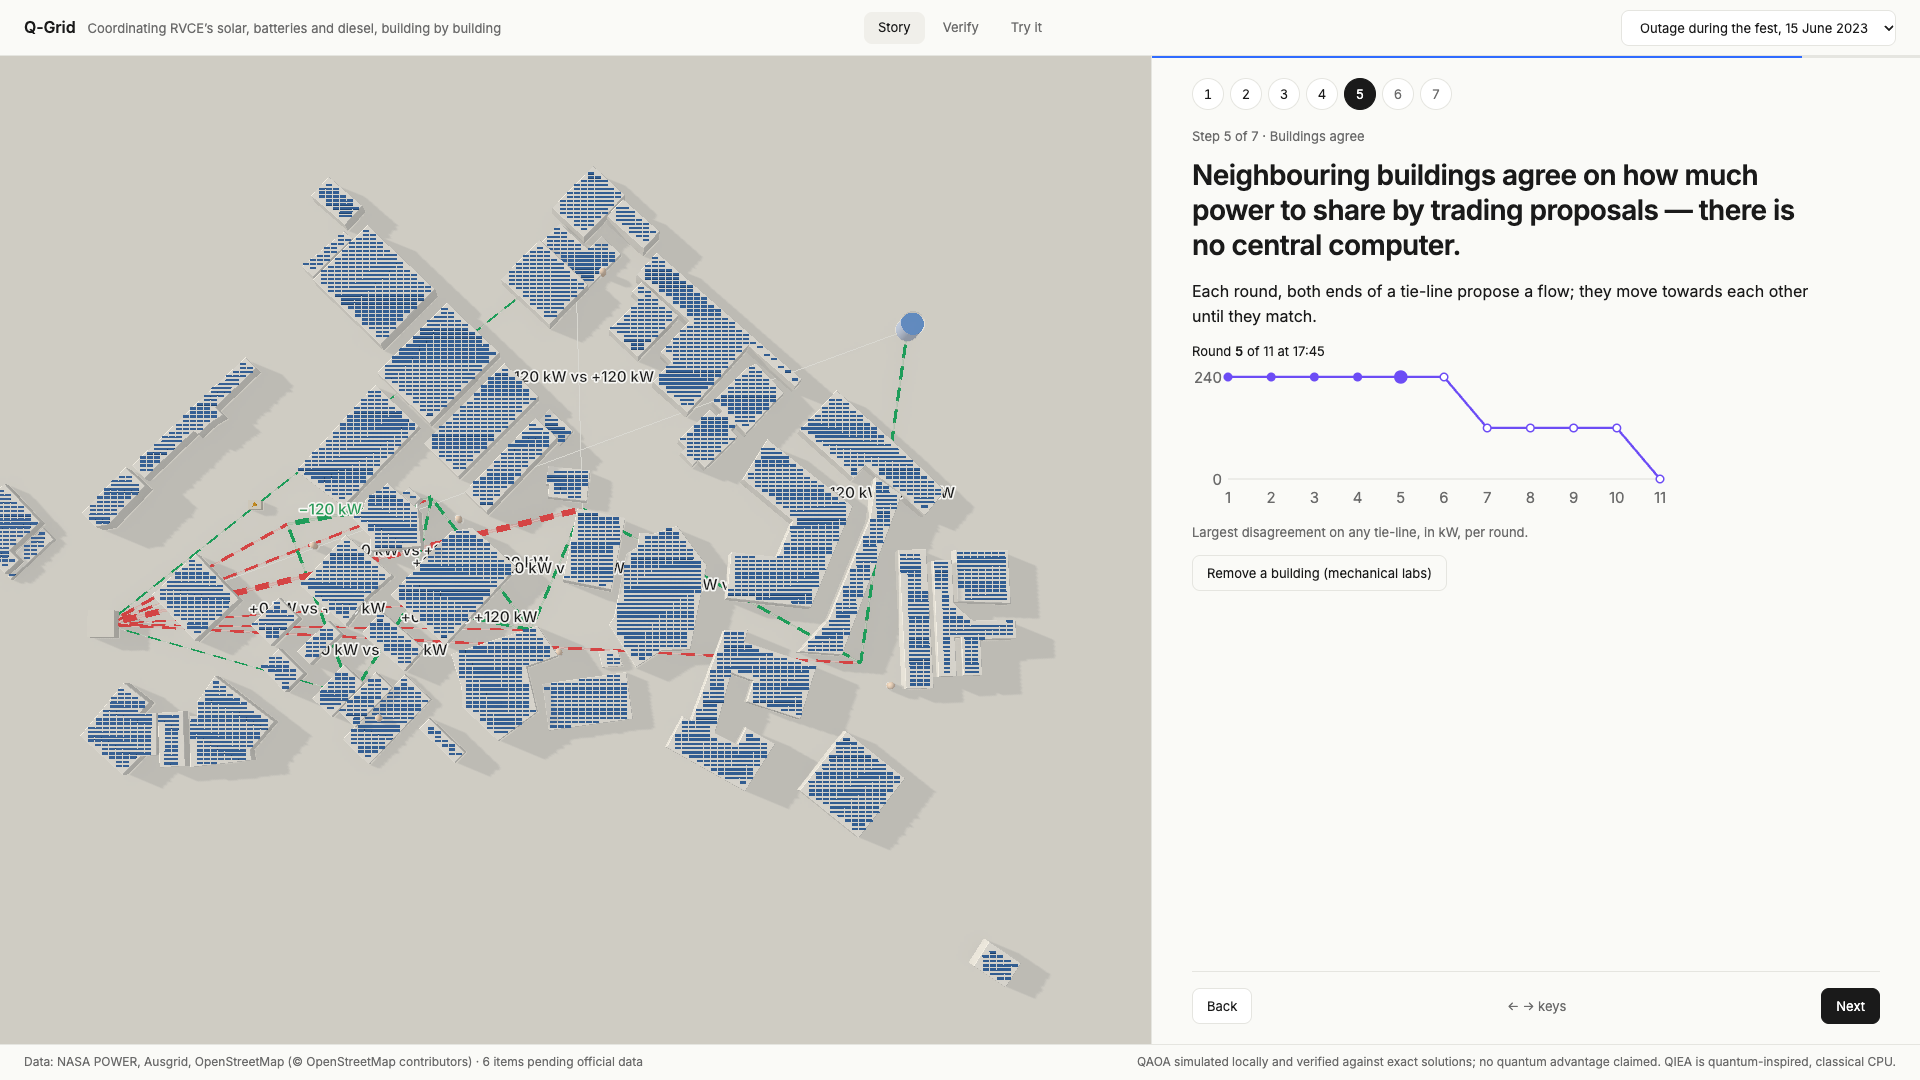 Q-Grid Coordinating RVCE's solar, batteries and diesel, building by building
Story Verify Try it
Outage during the fest, 15 June 2023
1 2 3 4 5 6 7
Step 5 of 7 · Buildings agree
Neighbouring buildings agree on how much
power to share by trading proposals — there is
no central computer.
Each round, both ends of a tie-line propose a flow; they move towards each other
until they match.
Round 5 of 11 at 17:45
240
0
1 2 3 4 5 6 7 8 9 10 11
Largest disagreement on any tie-line, in kW, per round.
Remove a building (mechanical labs)
120 kW vs +120 kW
−120 kW
+120 kW
kW vs
kW
Back
← → keys
Next
Data: NASA POWER, Ausgrid, OpenStreetMap (© OpenStreetMap contributors) · 6 items pending official data
QAOA simulated locally and verified against exact solutions; no quantum advantage claimed. QIEA is quantum-inspired, classical CPU.